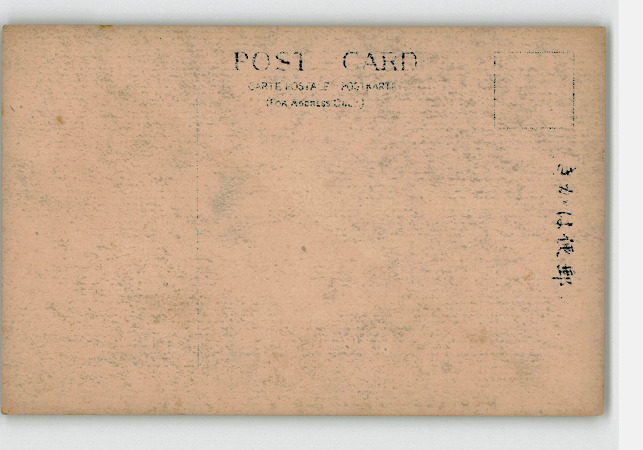 POST CARD
CARTE POSTALE POSTKARTE
(FOR ADDRESS ONLY)
きかは便郵